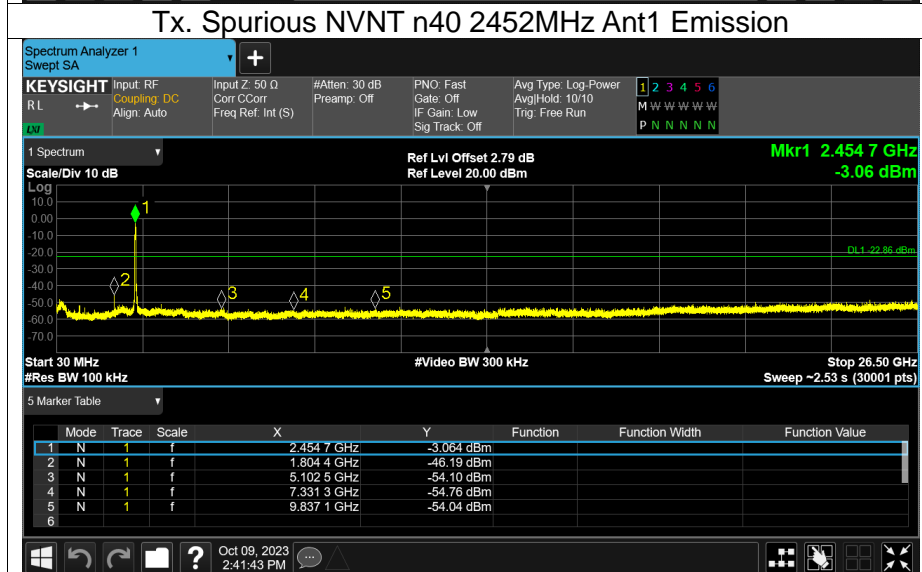 Tx. Spurious NVNT n40 2452MHz Ant1 Emission
Spectrum Analyzer 1
Swept SA
+
KEYSIGHT Input: RF Input Z: 50 Ω #Atten: 30 dB PNO: Fast Avg Type: Log-Power 1 2 3 4 5 6
RL Coupling: DC Corr CCorr Preamp: Off Gate: Off Avg|Hold: 10/10 M W W W W W
Align: Auto Freq Ref: Int (S) IF Gain: Low Trig: Free Run
LXI Sig Track: Off P N N N N N
1 Spectrum Ref Lvl Offset 2.79 dB Mkr1 2.454 7 GHz
Scale/Div 10 dB Ref Level 20.00 dBm -3.06 dBm
Log
10.0
0.00
-10.0
-20.0
-30.0
-40.0
-50.0
-60.0
-70.0
1
DL1 -22.86 dBm
2
3
4
5
Start 30 MHz #Video BW 300 kHz Stop 26.50 GHz
#Res BW 100 kHz Sweep ~2.53 s (30001 pts)
5 Marker Table
Mode Trace Scale X Y Function Function Width Function Value
1 N 1 f 2.454 7 GHz -3.064 dBm
2 N 1 f 1.804 4 GHz -46.19 dBm
3 N 1 f 5.102 5 GHz -54.10 dBm
4 N 1 f 7.331 3 GHz -54.76 dBm
5 N 1 f 9.837 1 GHz -54.04 dBm
6
? Oct 09, 2023
2:41:43 PM